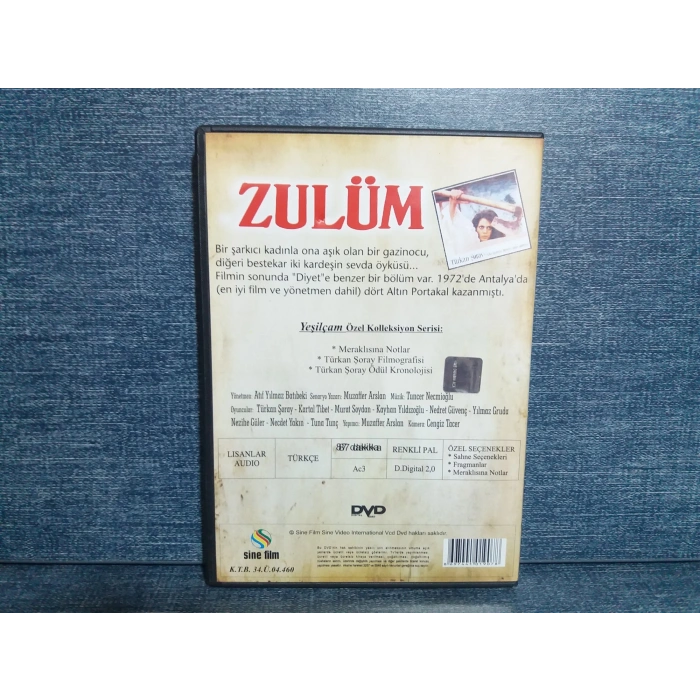 ZULÜM
Türkan Şoray
Bir şarkıcı kadınla ona aşık olan bir gazinocu,
diğeri bestekar iki kardeşin sevda öyküsü...
Filmin sonunda "Diyet"e benzer bir bölüm var. 1972'de Antalya'da
(en iyi film ve yönetmen dahil) dört Altın Portakal kazanmıştı.
Yeşilçam Özel Kolleksiyon Serisi:
* Meraklısına Notlar
* Türkan Şoray Filmografisi
* Türkan Şoray Ödül Kronolojisi
Yönetmen: Atıf Yılmaz Batıbeki Senaryo Yazarı: Muzaffer Arslan Müzik: Tuncer Necmioğlu
Oyuncular: Türkan Şoray - Kartal Tibet - Murat Soydan - Kayhan Yıldızoğlu - Nedret Güvenç - Yılmaz Gruda
Nezihe Güler - Necdet Yakın - Tuna Tunç Yapımcı: Muzaffer Arslan Kamera: Cengiz Tacer
LISANLAR
AUDIO
TÜRKÇE
dakika
Ac3
RENKLİ PAL
D.Digital 2,0
ÖZEL SEÇENEKLER
* Sahne Seçenekleri
* Fragmanlar
* Meraklısına Notlar
DVD
© Sine Film Sine Video International Vcd Dvd hakları saklıdır.
sine film
K.T.B. 34.Ü.04.460